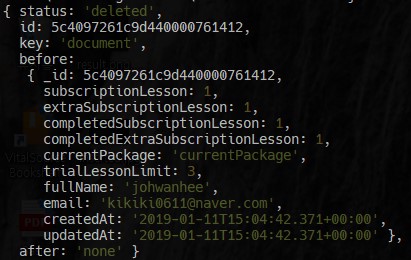 { status: 'deleted',
id: 5c4097261c9d440000761412,
key: 'document',
before:
{ _id: 5c4097261c9d440000761412,
subscriptionLesson: 1,
extraSubscriptionLesson: 1,
completedSubscriptionLesson: 1,
completedExtraSubscriptionLesson: 1,
currentPackage: 'currentPackage',
trialLessonLimit: 3,
fullName: 'johwanhee',
email: 'kikiki0611@naver.com',
createdAt: '2019-01-11T15:04:42.371+00:00',
updatedAt: '2019-01-11T15:04:42.371+00:00' },
after: 'none' }